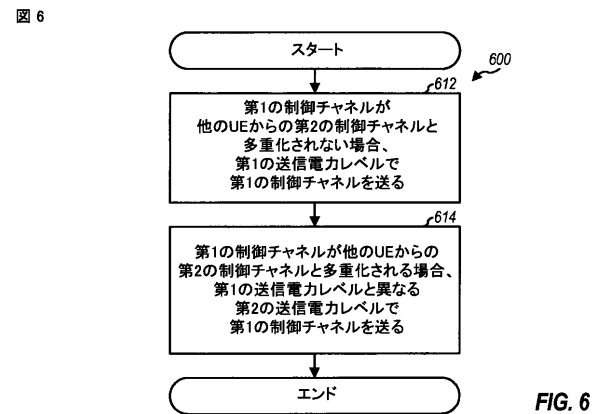 図 6
スタート
600
612
第1の制御チャネルが
他のUEからの第2の制御チャネルと
多重化されない場合、
第1の送信電力レベルで
第1の制御チャネルを送る
614
第1の制御チャネルが他のUEからの
第2の制御チャネルと多重化される場合、
第1の送信電力レベルと異なる
第2の送信電力レベルで
第1の制御チャネルを送る
エンド
FIG. 6